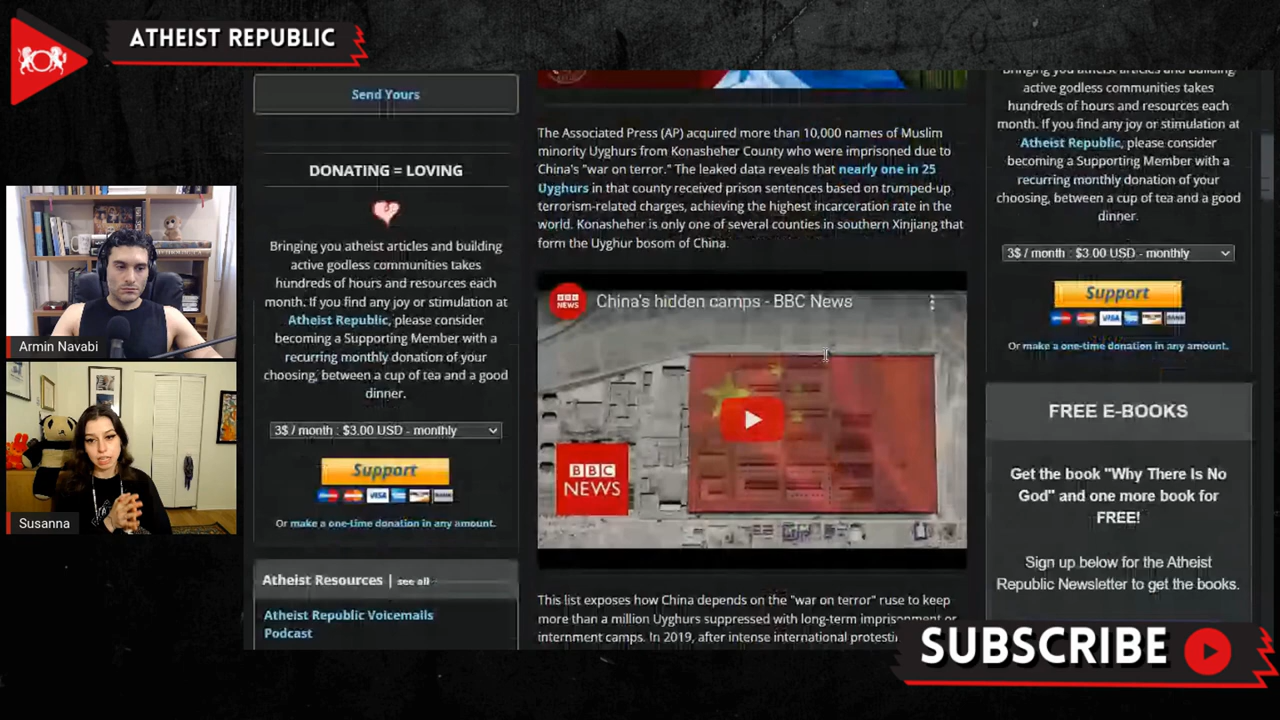 ATHEIST REPUBLIC
Armin Navabi
Susanna
Send Yours
DONATING = LOVING
Bringing you atheist articles and building
active godless communities takes
hundreds of hours and resources each
month. If you find any joy or stimulation at
Atheist Republic, please consider
becoming a Supporting Member with a
recurring monthly donation of your
choosing, between a cup of tea and a good
dinner.
3$ / month : $3.00 USD - monthly
Support
VISA
BANK
Or make a one-time donation in any amount.
Atheist Resources | see all
Atheist Republic Voicemails
Podcast
The Associated Press (AP) acquired more than 10,000 names of Muslim
minority Uyghurs from Konasheher County who were imprisoned due to
China's "war on terror." The leaked data reveals that nearly one in 25
Uyghurs in that county received prison sentences based on trumped-up
terrorism-related charges, achieving the highest incarceration rate in the
world. Konasheher is only one of several counties in southern Xinjiang that
form the Uyghur bosom of China.
BBC
NEWS
China's hidden camps - BBC News
BBC
NEWS
This list exposes how China depends on the "war on terror" ruse to keep
more than a million Uyghurs suppressed with long-term imprisonment or
internment camps. In 2019, after intense international
Bringing you atheist articles and building
active godless communities takes
hundreds of hours and resources each
month. If you find any joy or stimulation at
Atheist Republic, please consider
becoming a Supporting Member with a
recurring monthly donation of your
choosing, between a cup of tea and a good
dinner.
3$ / month : $3.00 USD - monthly
Support
VISA
BANK
Or make a one-time donation in any amount.
FREE E-BOOKS
Get the book "Why There Is No
God" and one more book for
FREE!
Sign up below for the Atheist
Republic Newsletter to get the books.
SUBSCRIBE